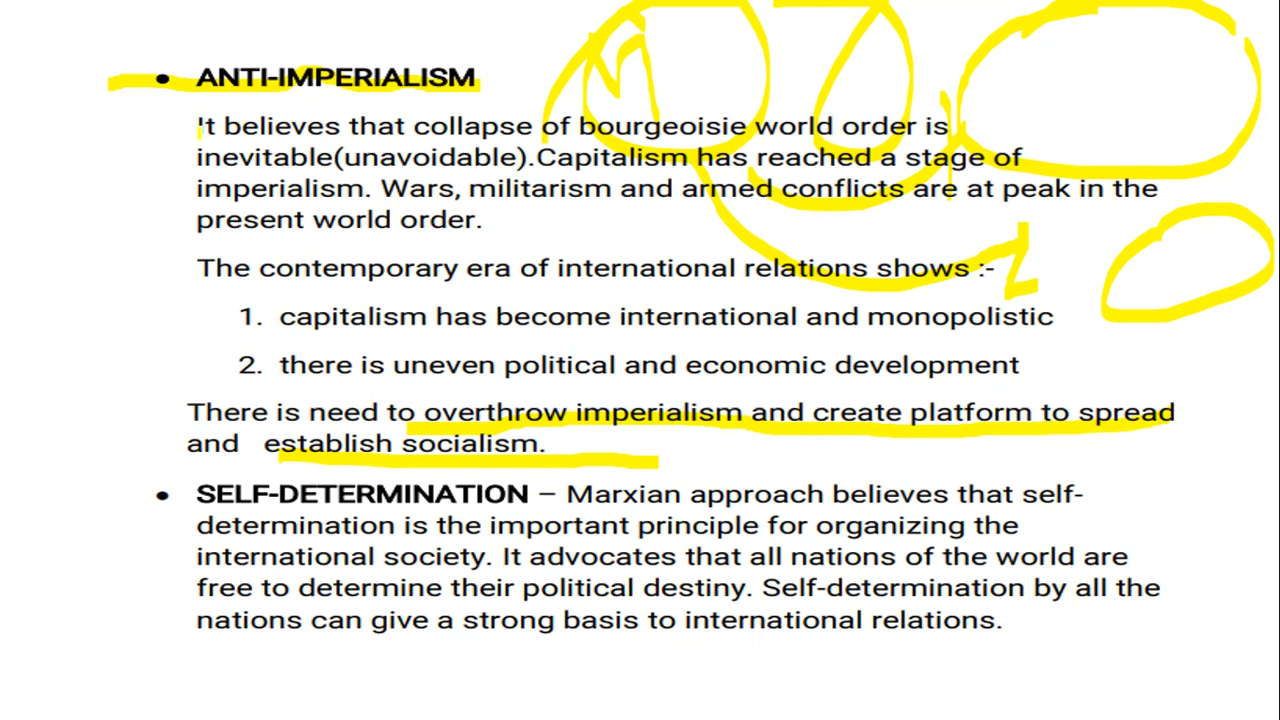 • ANTI-IMPERIALISM
It believes that collapse of bourgeoisie world order is
inevitable(unavoidable).Capitalism has reached a stage of
imperialism. Wars, militarism and armed conflicts are at peak in the
present world order.
The contemporary era of international relations shows :-
1. capitalism has become international and monopolistic
2. there is uneven political and economic development
There is need to overthrow imperialism and create platform to spread
and establish socialism.
• SELF-DETERMINATION – Marxian approach believes that self-
determination is the important principle for organizing the
international society. It advocates that all nations of the world are
free to determine their political destiny. Self-determination by all the
nations can give a strong basis to international relations.